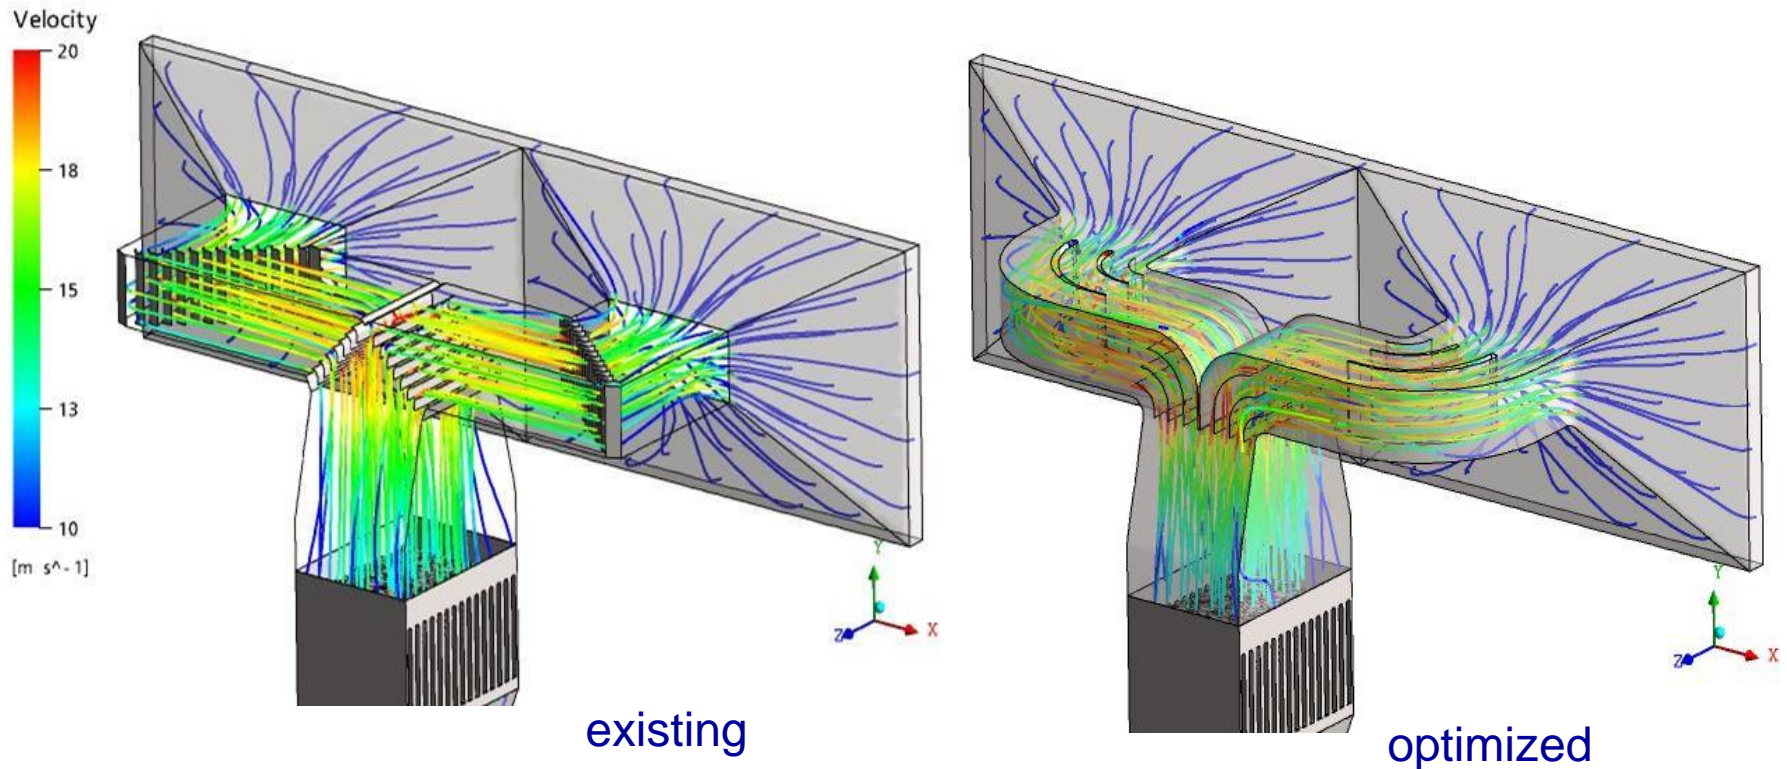 Velocity
20
18
15
13
10
[m s^-1]
Y
Z
X
Y
Z
X
existing
optimized